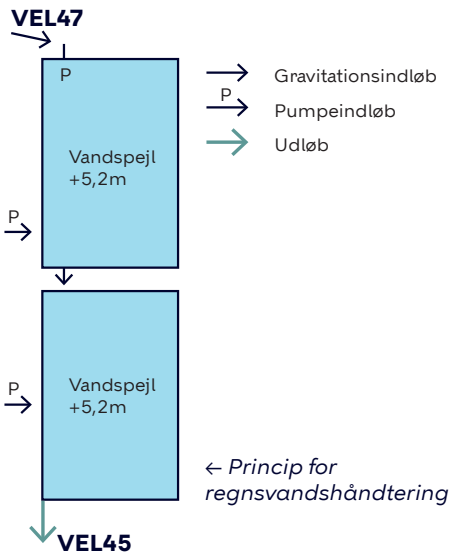 VEL47
P
Vandspejl
+5,2m
P
P
Vandspejl
+5,2m
VEL45
Gravitationsindløb
P
Pumpeindløb
Udløb
← Princip for
regnsvandshåndtering